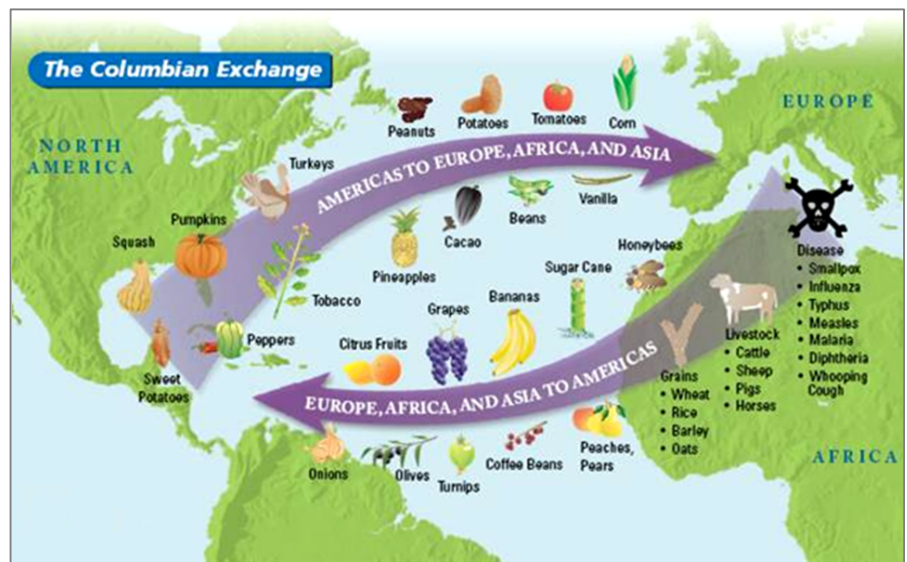 The Columbian Exchange
NORTH
AMERICA
EUROPE
Peanuts
Potatoes
Tomatoes
Corn
AMERICAS TO EUROPE, AFRICA, AND ASIA
Turkeys
Pumpkins
Squash
Cacao
Beans
Vanilla
Pineapples
Tobacco
Peppers
Sweet
Potatoes
Honeybees
Sugar Cane
Bananas
Grapes
Citrus Fruits
EUROPE, AFRICA, AND ASIA TO AMERICAS
Onions
Olives
Turnips
Coffee Beans
Peaches,
Pears
Grains
• Wheat
• Rice
• Barley
• Oats
Livestock
• Cattle
• Sheep
• Pigs
• Horses
Disease
• Smallpox
• Influenza
• Typhus
• Measles
• Malaria
• Diphtheria
• Whooping
Cough
AFRICA